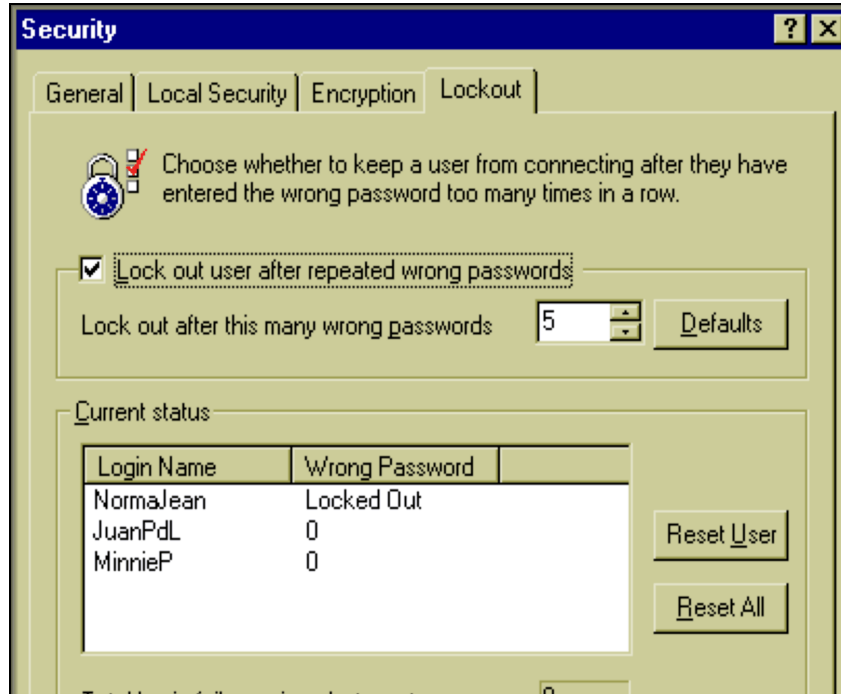 Security
General Local Security Encryption Lockout
Choose whether to keep a user from connecting after they have
entered the wrong password too many times in a row.
Lock out user after repeated wrong passwords
Lock out after this many wrong passwords 5 Defaults
Current status
Login Name Wrong Password
NormaJean Locked Out
JuanPdL 0
MinnieP 0
Reset User
Reset All